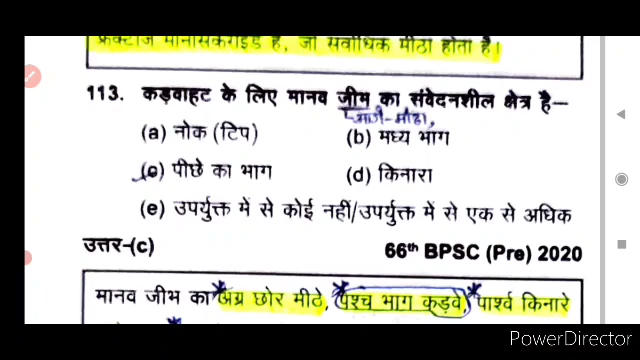 फ्रक्टोज मोनोसैकेराइड है, जो सर्वाधिक मीठा होता है।
113. कड़वाहट के लिए मानव जीभ का संवेदनशील क्षेत्र है–
आगे-मीठा,
(a) नोक (टिप) (b) मध्य भाग
(c) पीछे का भाग (d) किनारा
(e) उपर्युक्त में से कोई नहीं/उपर्युक्त में से एक से अधिक
उत्तर-(c) 66th BPSC (Pre) 2020
मानव जीभ का अग्र छोर मीठे, पश्च भाग कड़वे, पार्श्व किनारे
PowerDirector